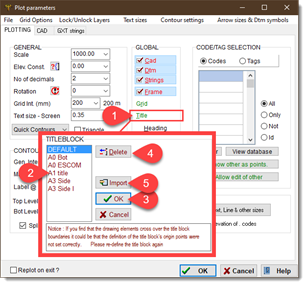 Plot parameters
File Grid Options Lock/Unlock Layers Text sizes Contour settings Arrow sizes & Dtm symbols
PLOTTING CAD GXT strings
GENERAL
Scale 1000.00
Elev. Const. 0.00
No of decimals 2
Rotation 0
Grid Int. (mm) 200 200 m
Text size - Screen 0.35
Quick Contours Triangle
GLOBAL
Cad
Dtm
Strings
Frame
Grid
Title
Heading
CODE/TAG SELECTION
Codes Tags
All
Only
Not
Id
View database
Show other as points.
Allow edit of other
Text, Line & other sizes
elevation of . codes
CONTOU
Gen. Inte
Label @
Top Level
Bot Level
Spl
1
TITLEBLOCK
DEFAULT
A0 Bot
A0 ESCOM
A1 title
A3 Side
A3 Side I
2
Delete
4
Import
5
OK
3
Cancel
Notice : If you find that the drawing elements cross over the title block
boundaries it could be that the definition of the title block's origin points were
not set correctly. Please re-define the title block again
Replot on exit ?
OK Cancel Help